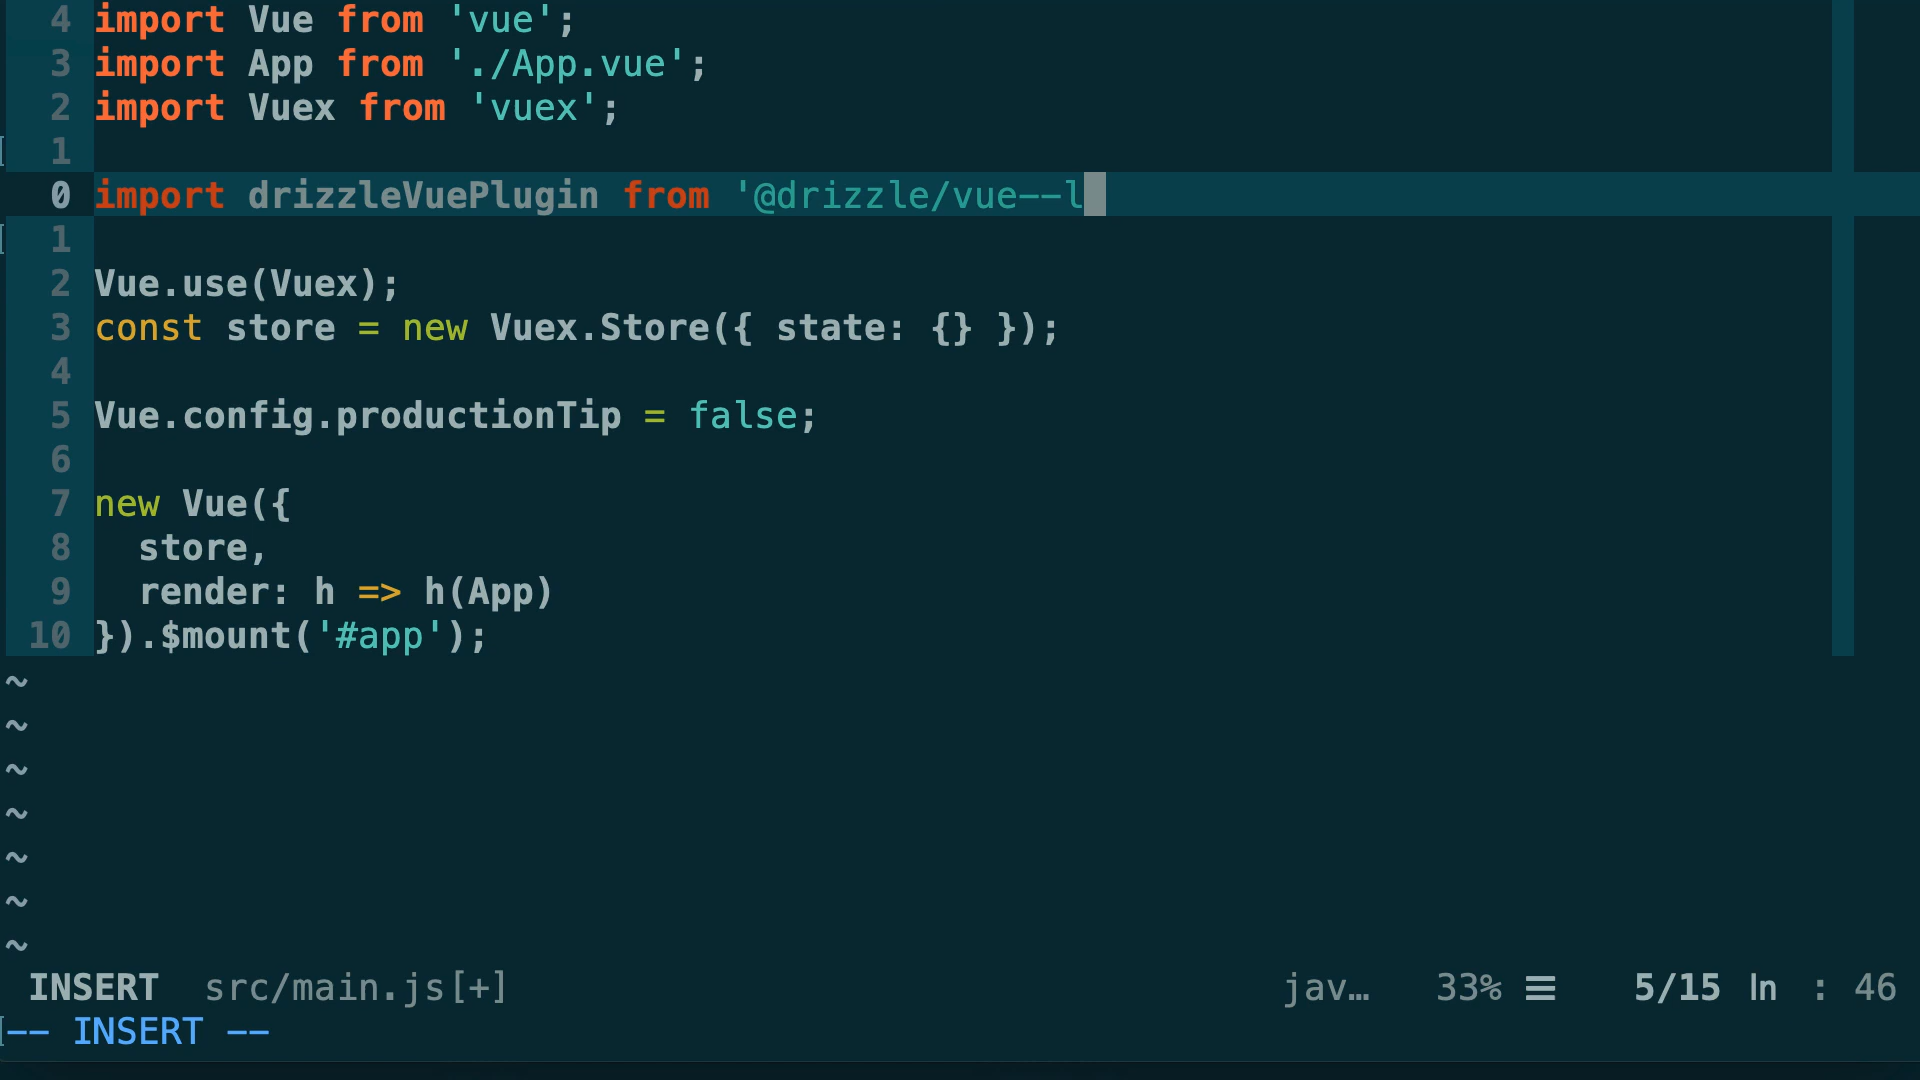 4 import Vue from 'vue';
3 import App from './App.vue';
2 import Vuex from 'vuex';
1
0 import drizzleVuePlugin from '@drizzle/vue--l
1
2 Vue.use(Vuex);
3 const store = new Vuex.Store({ state: {} });
4
5 Vue.config.productionTip = false;
6
7 new Vue({
8   store,
9   render: h => h(App)
10 }).$mount('#app');
~
~
~
~
~
~
~
INSERT src/main.js[+] jav… 33% ☰ 5/15 ln : 46
-- INSERT --